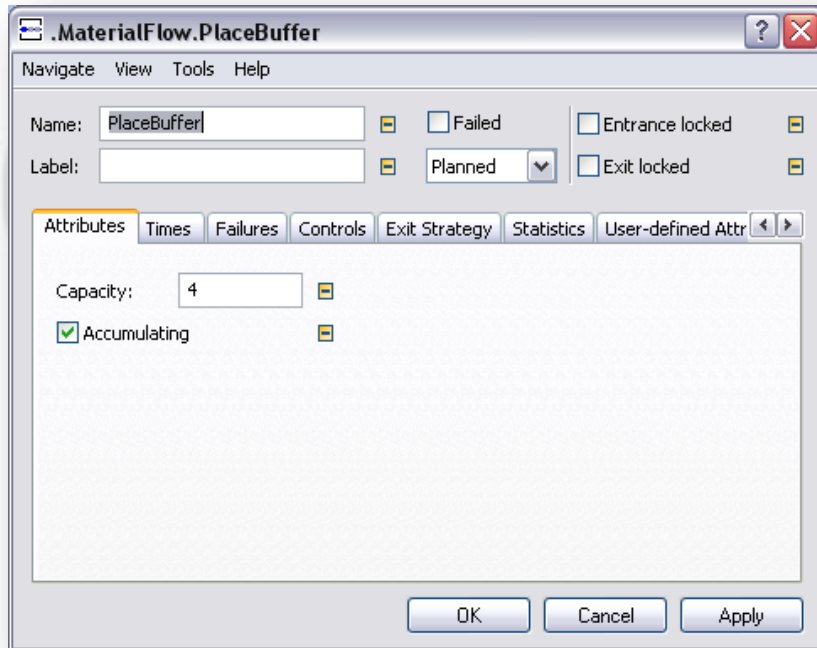 .MaterialFlow.PlaceBuffer
Navigate View Tools Help
Name: PlaceBuffer Failed Entrance locked
Label: Planned Exit locked
Attributes Times Failures Controls Exit Strategy Statistics User-defined Attr
Capacity: 4
Accumulating
OK Cancel Apply